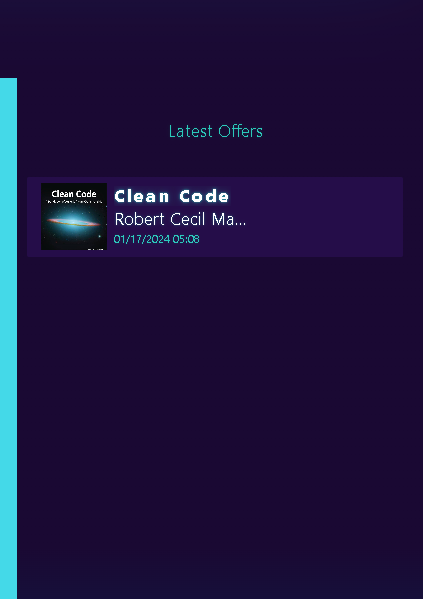 Latest Offers
Clean Code
Clean Code
Robert Cecil Ma...
01/17/2024 05:08